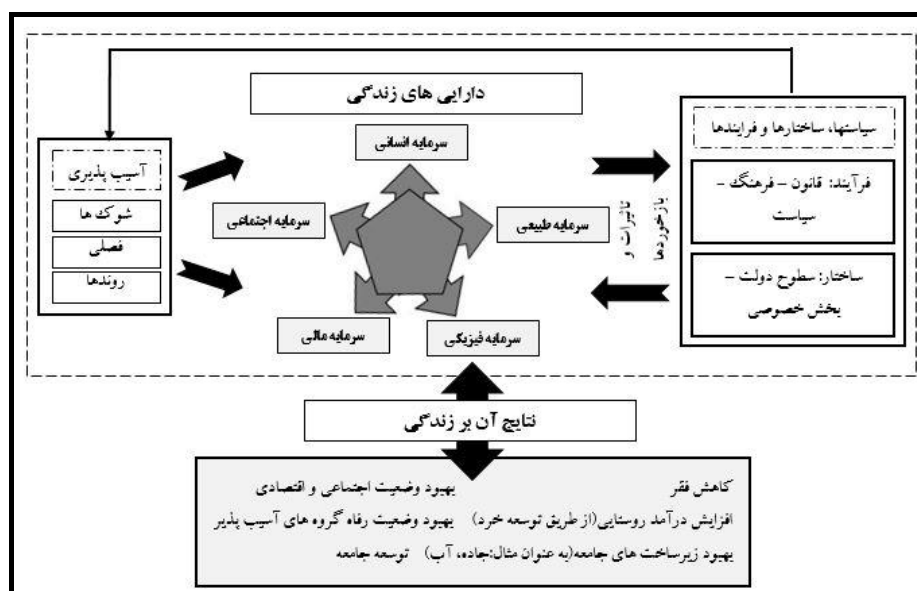 دارایی های زندگی
سیاستها، ساختارها و فرایندها
فرآیند: قانون – فرهنگ –
سیاست
ساختار: سطوح دولت –
بخش خصوصی
تاثیرات و
بازخوردها
سرمایه انسانی
سرمایه طبیعی
سرمایه اجتماعی
سرمایه فیزیکی
سرمایه مالی
آسیب پذیری
شوک ها
فصلی
روندها
نتایج آن بر زندگی
کاهش فقر بهبود وضعیت اجتماعی و اقتصادی
افزایش درآمد روستایی(از طریق توسعه خرد) بهبود وضعیت رفاه گروه های آسیب پذیر
بهبود زیرساخت های جامعه(به عنوان مثال:جاده، آب) توسعه جامعه